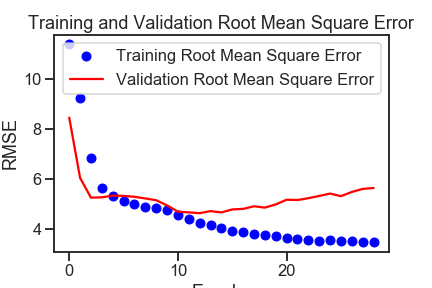 Training and Validation Root Mean Square Error
Training Root Mean Square Error
Validation Root Mean Square Error
RMSE
10
8
6
4
0
10
20